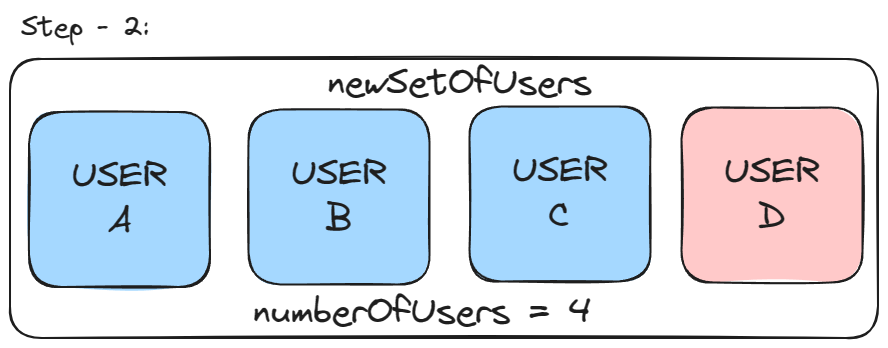 Step - 2:
newSetOfUsers
USER
A
USER
B
USER
C
USER
D
numberOfUsers = 4